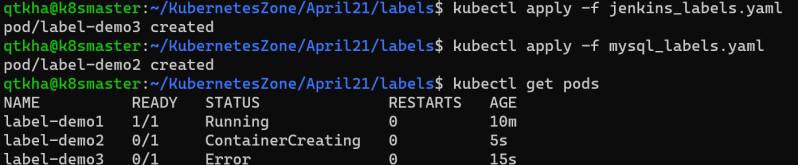 qtkha@k8smaster:~/KubernetesZone/April21/labels$ kubectl apply -f jenkins_labels.yaml
pod/label-demo3 created
qtkha@k8smaster:~/KubernetesZone/April21/labels$ kubectl apply -f mysql_labels.yaml
pod/label-demo2 created
qtkha@k8smaster:~/KubernetesZone/April21/labels$ kubectl get pods
NAME READY STATUS RESTARTS AGE
label-demo1 1/1 Running 0 10m
label-demo2 0/1 ContainerCreating 0 5s
label-demo3 0/1 Error 0 15s